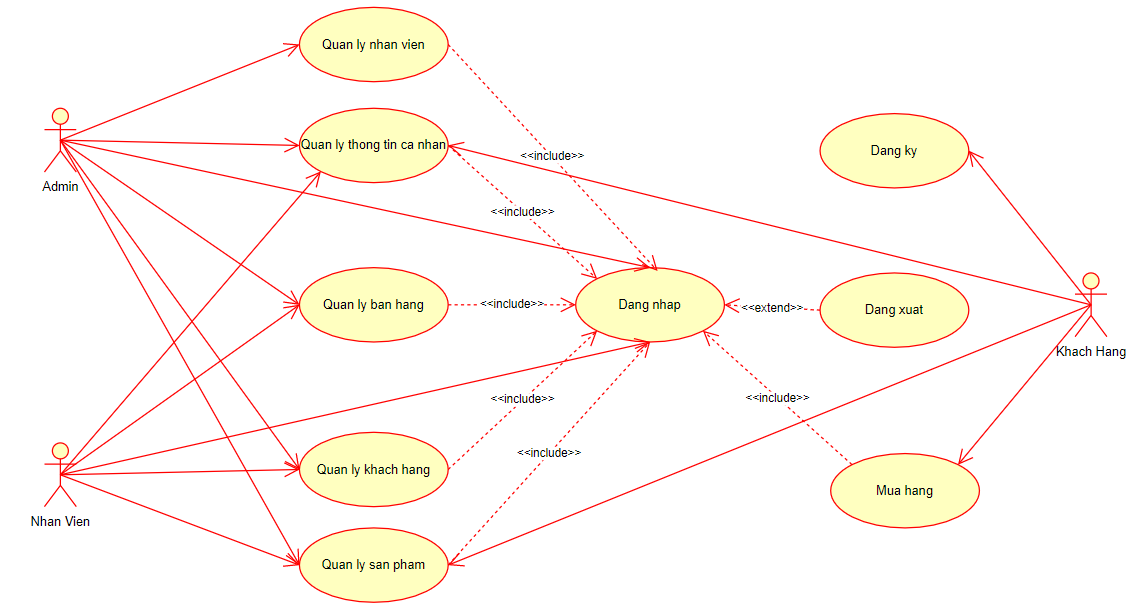 Quan ly nhan vien
Admin
Quan ly thong tin ca nhan
<<include>>
Dang ky
<<include>>
Quan ly ban hang
<<include>>
Dang nhap
<<extend>>
Dang xuat
Khach Hang
<<include>>
<<include>>
<<include>>
Quan ly khach hang
Mua hang
Nhan Vien
Quan ly san pham